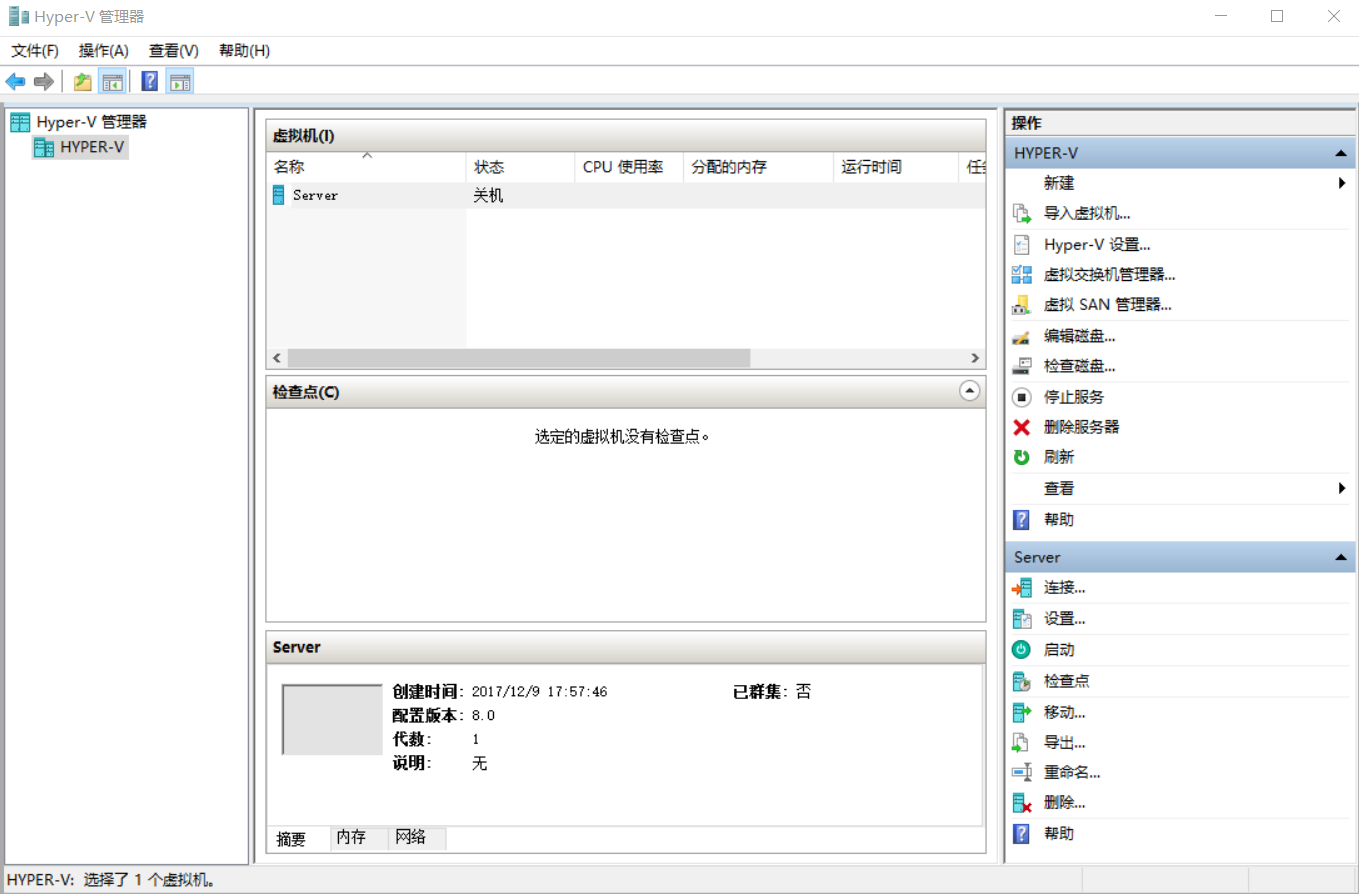 Hyper-V 管理器
文件(F) 操作(A) 查看(V) 帮助(H)
Hyper-V 管理器
HYPER-V
虚拟机(I)
名称 状态 CPU 使用率 分配的内存 运行时间
Server 关机
检查点(C)
选定的虚拟机没有检查点。
Server
创建时间: 2017/12/9 17:57:46 已群集: 否
配置版本: 8.0
代数: 1
说明: 无
摘要 内存 网络
操作
HYPER-V
新建
导入虚拟机...
Hyper-V 设置...
虚拟交换机管理器...
虚拟 SAN 管理器...
编辑磁盘...
检查磁盘...
停止服务
删除服务器
刷新
查看
帮助
Server
连接...
设置...
启动
检查点
移动...
导出...
重命名...
删除...
帮助
HYPER-V: 选择了 1 个虚拟机。